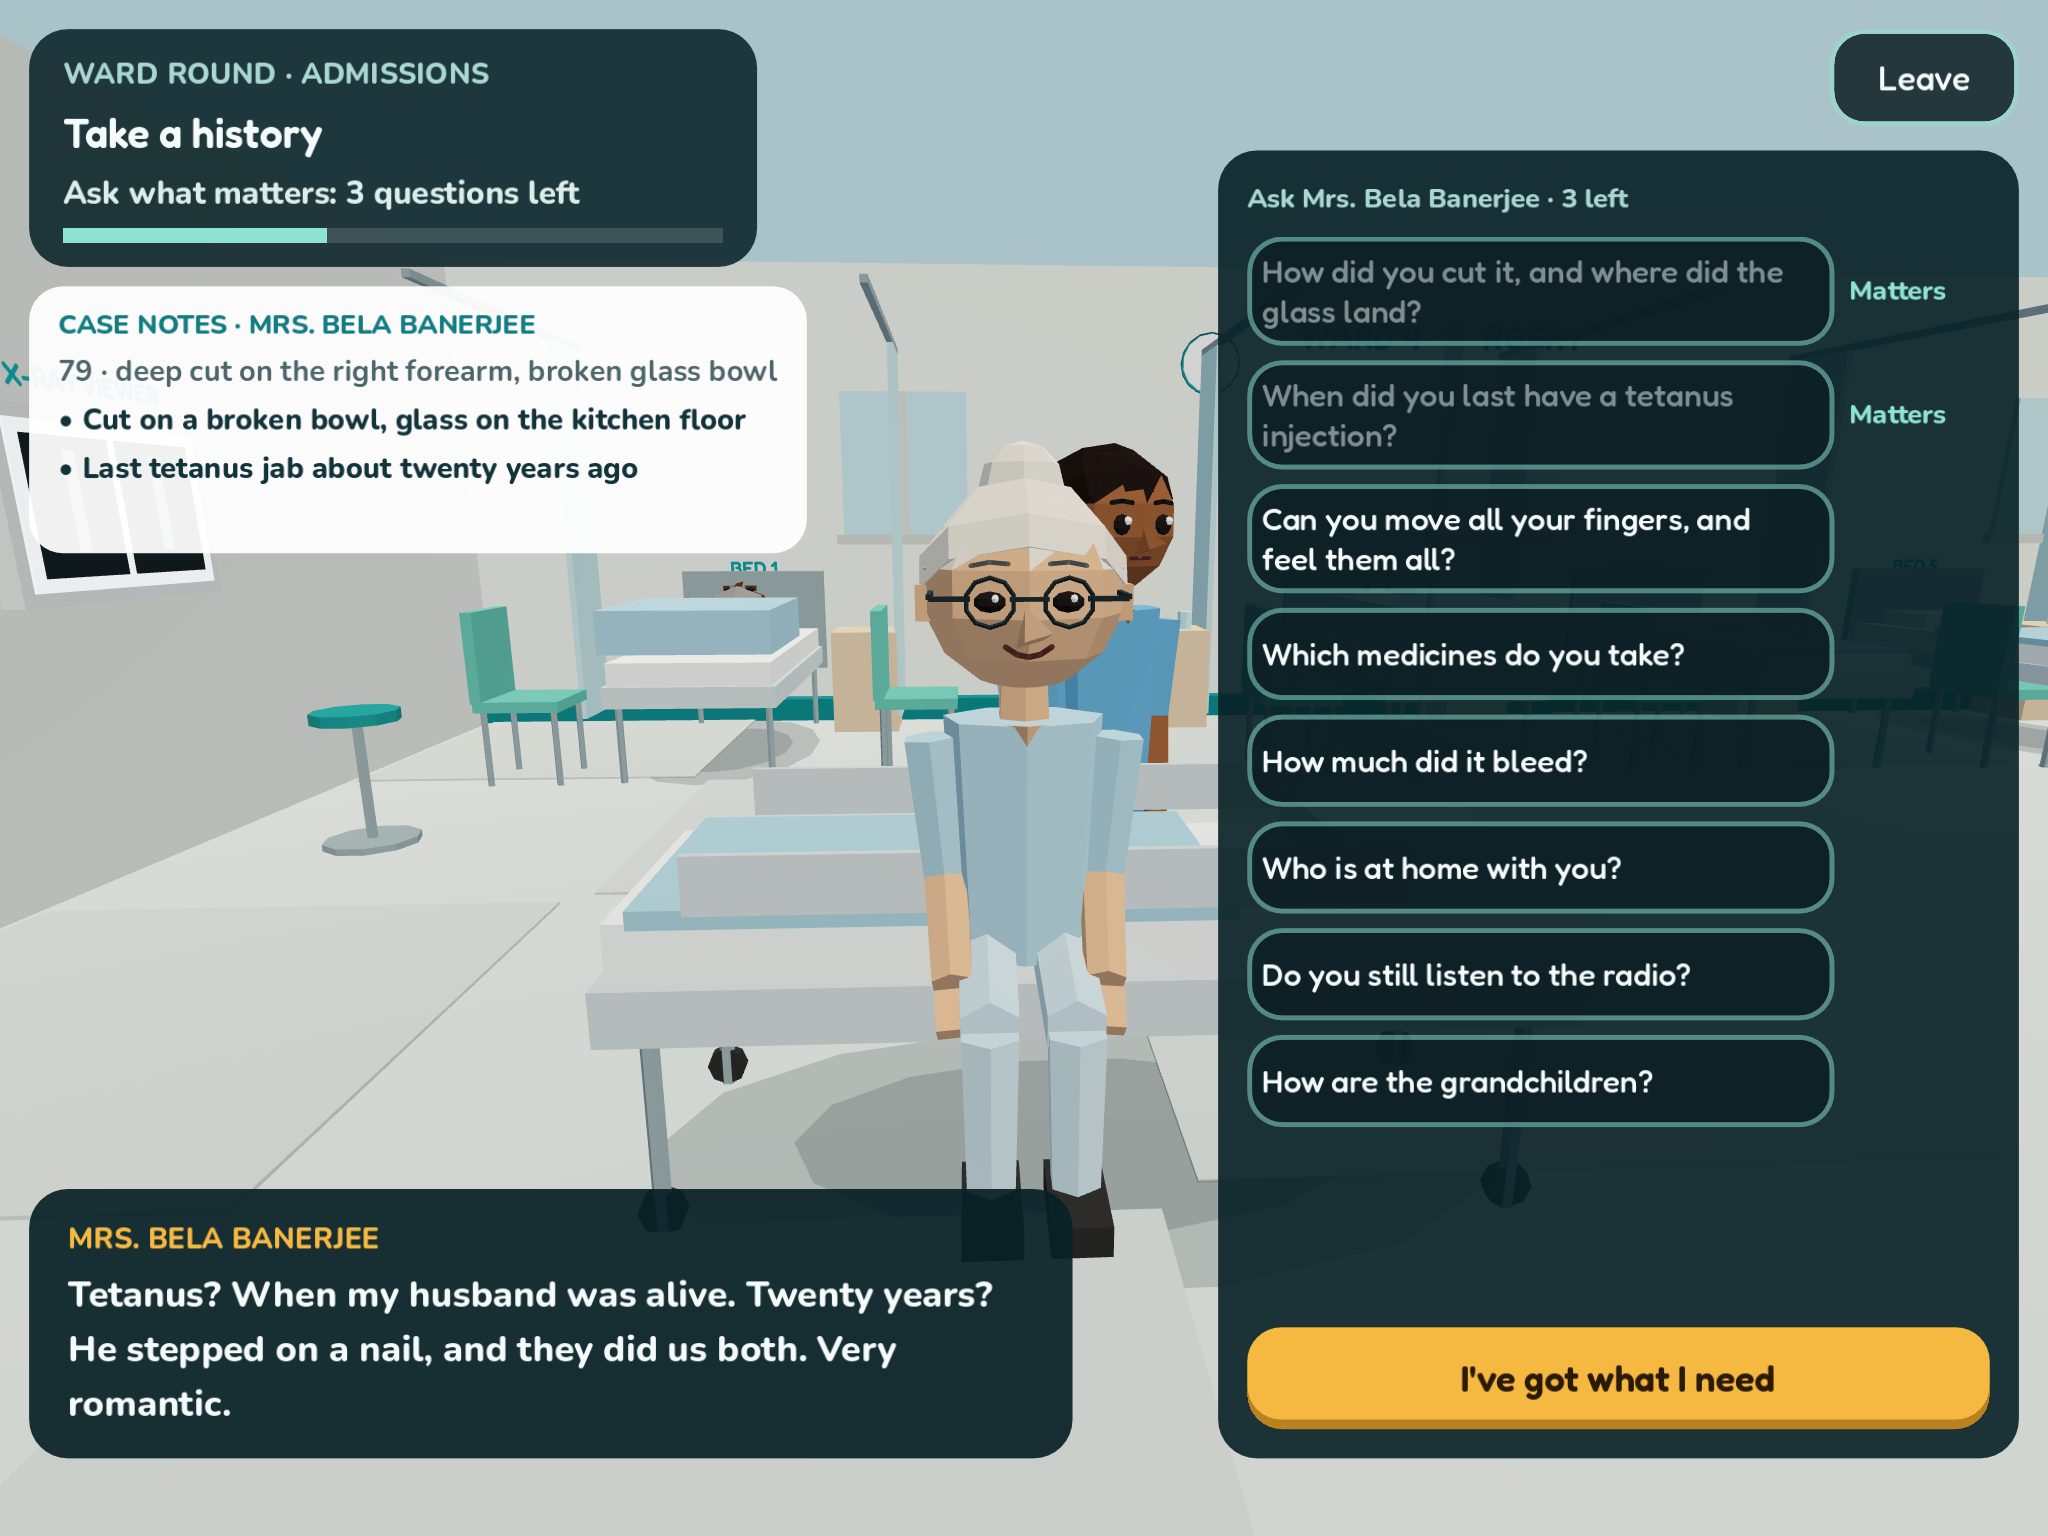 WARD ROUND · ADMISSIONS
Take a history
Ask what matters: 3 questions left
Leave
CASE NOTES · MRS. BELA BANERJEE
79 · deep cut on the right forearm, broken glass bowl
• Cut on a broken bowl, glass on the kitchen floor
• Last tetanus jab about twenty years ago
X-RAY VIEWER
BED 1
BED 5
Ask Mrs. Bela Banerjee · 3 left
How did you cut it, and where did the
glass land?
Matters
When did you last have a tetanus
injection?
Matters
Can you move all your fingers, and
feel them all?
Which medicines do you take?
How much did it bleed?
Who is at home with you?
Do you still listen to the radio?
How are the grandchildren?
I've got what I need
MRS. BELA BANERJEE
Tetanus? When my husband was alive. Twenty years?
He stepped on a nail, and they did us both. Very
romantic.